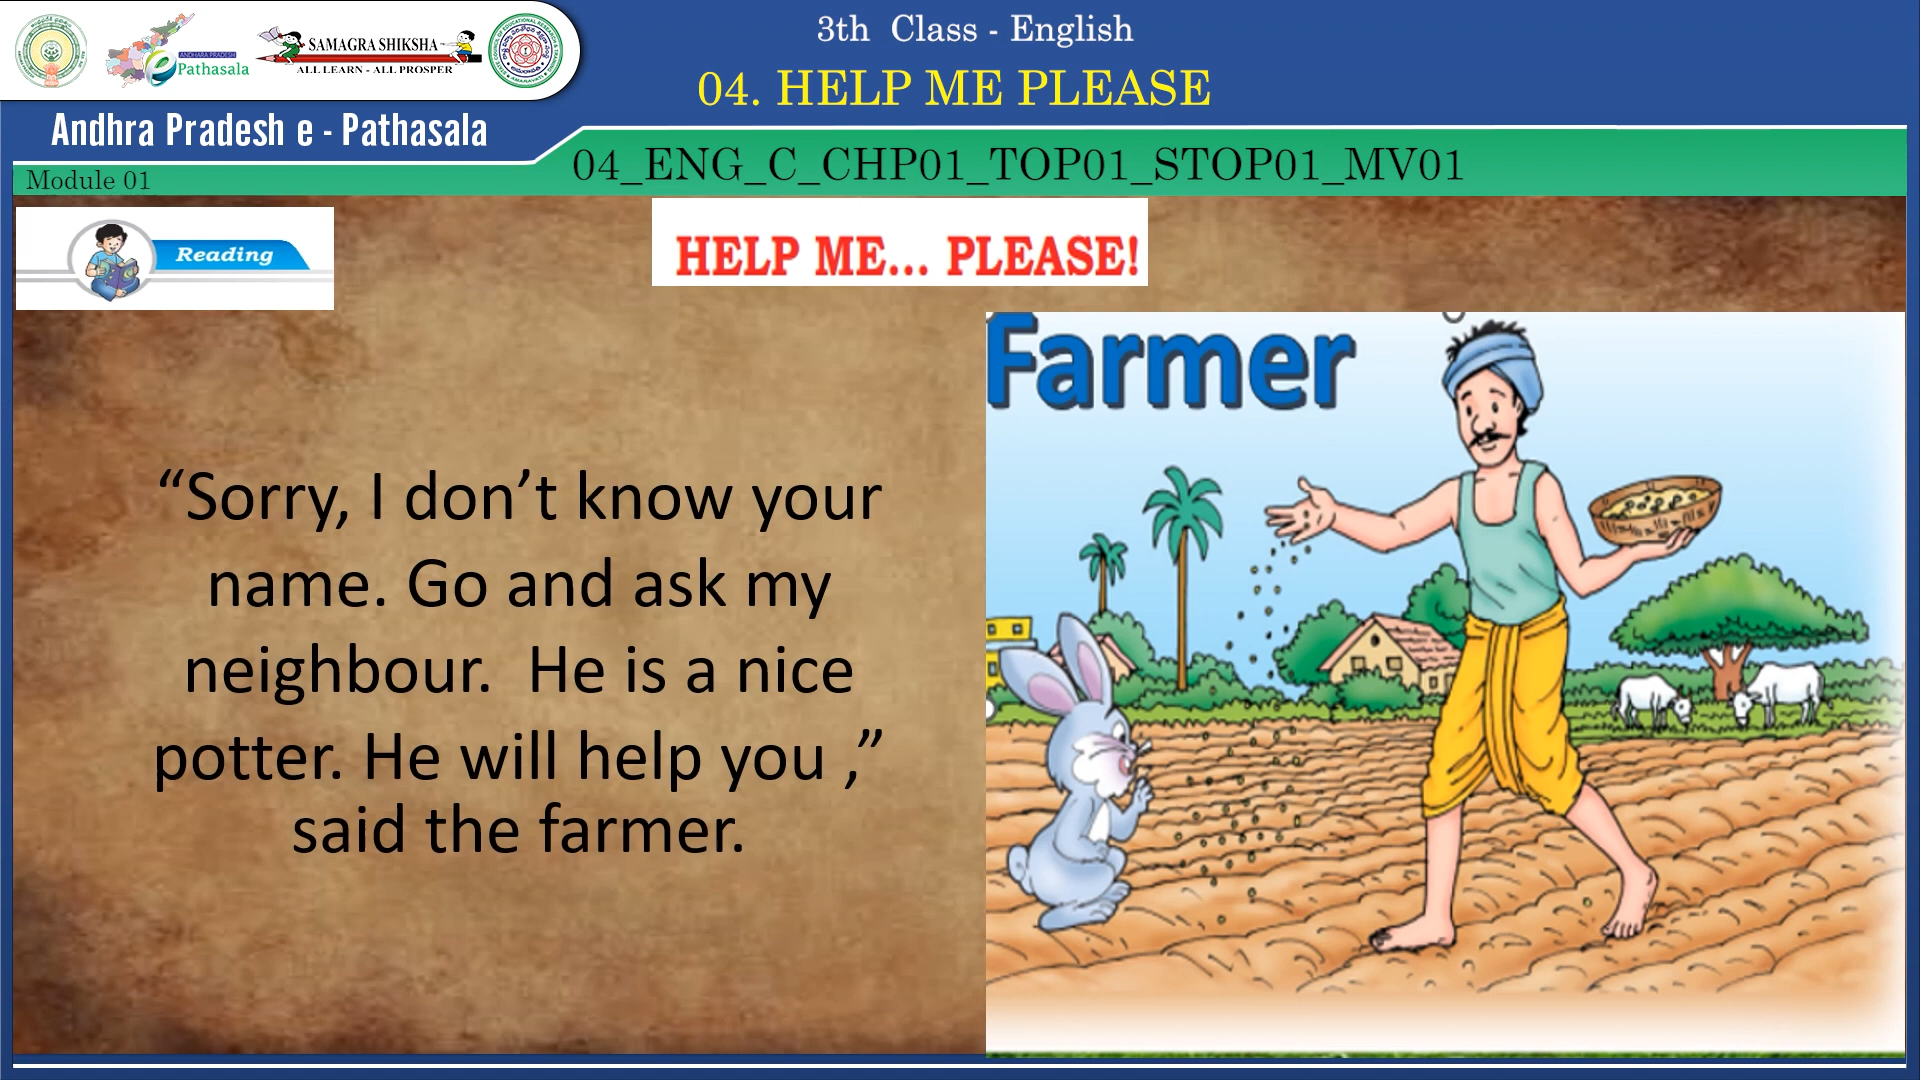 ANDHRA PRADESH
e Pathasala
SAMAGRA SHIKSHA
ALL LEARN - ALL PROSPER
Andhra Pradesh e - Pathasala
3th Class - English
04. HELP ME PLEASE
04_ENG_C_CHP01_TOP01_STOP01_MV01
Module 01
Reading
HELP ME... PLEASE!
Farmer
“Sorry, I don’t know your
name. Go and ask my
neighbour. He is a nice
potter. He will help you ,”
said the farmer.